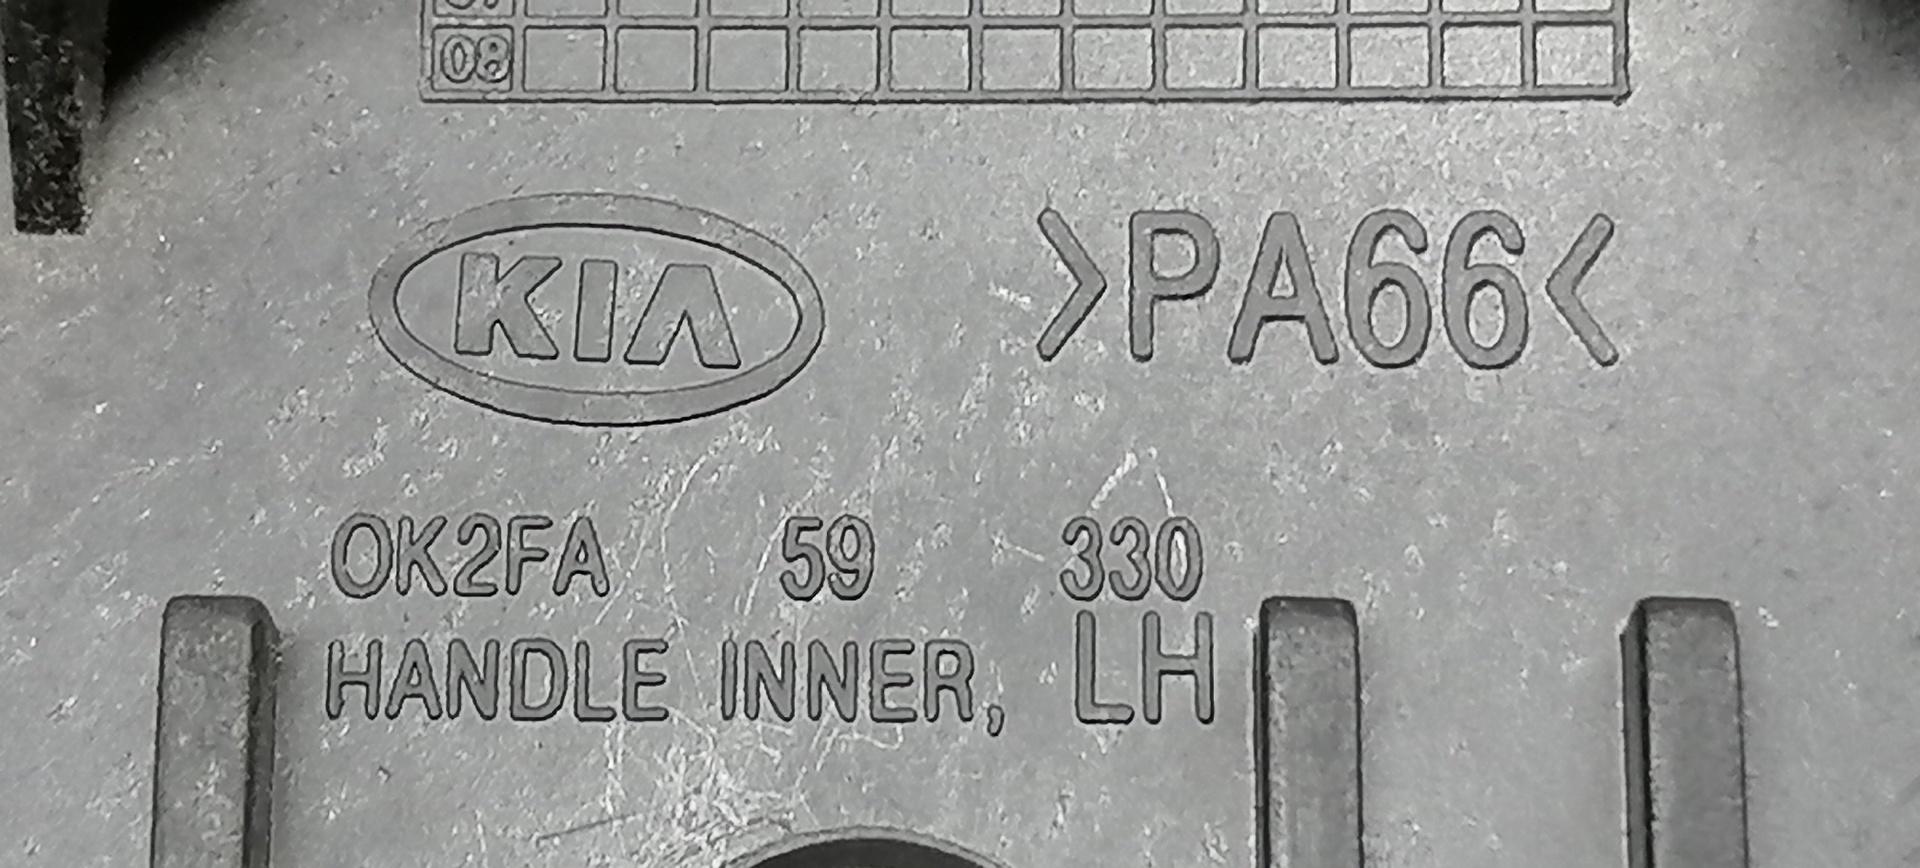 08
KIA >PA66<
OK2FA 59 330
HANDLE INNER, LH